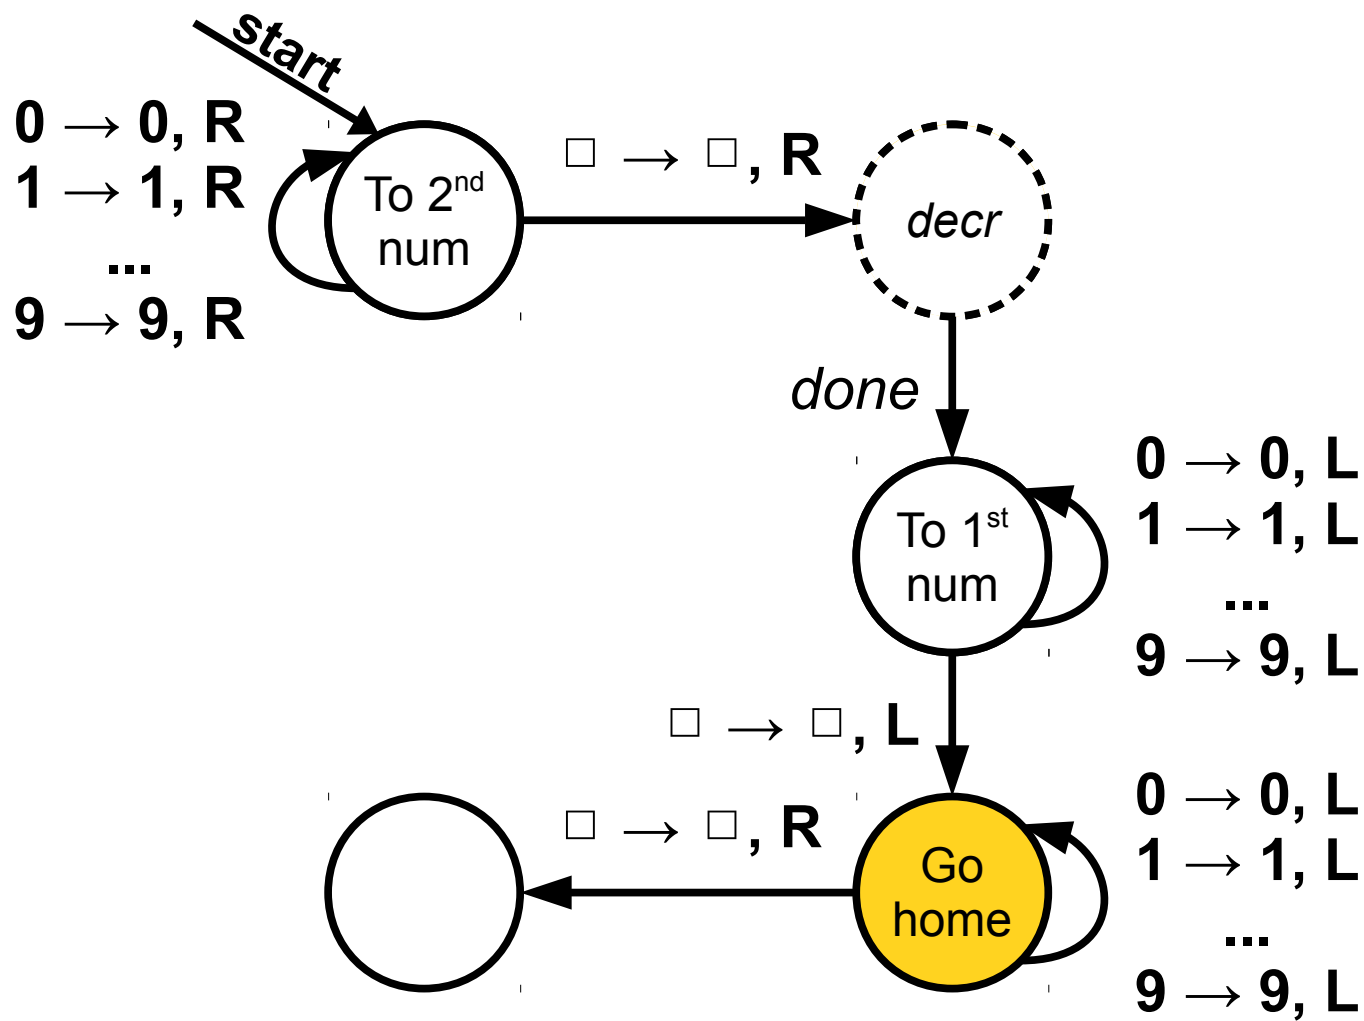 start
0 → 0, R
1 → 1, R
...
9 → 9, R
To 2nd
num
□ → □, R
decr
done
To 1st
num
0 → 0, L
1 → 1, L
...
9 → 9, L
□ → □, L
□ → □, R
Go
home
0 → 0, L
1 → 1, L
...
9 → 9, L